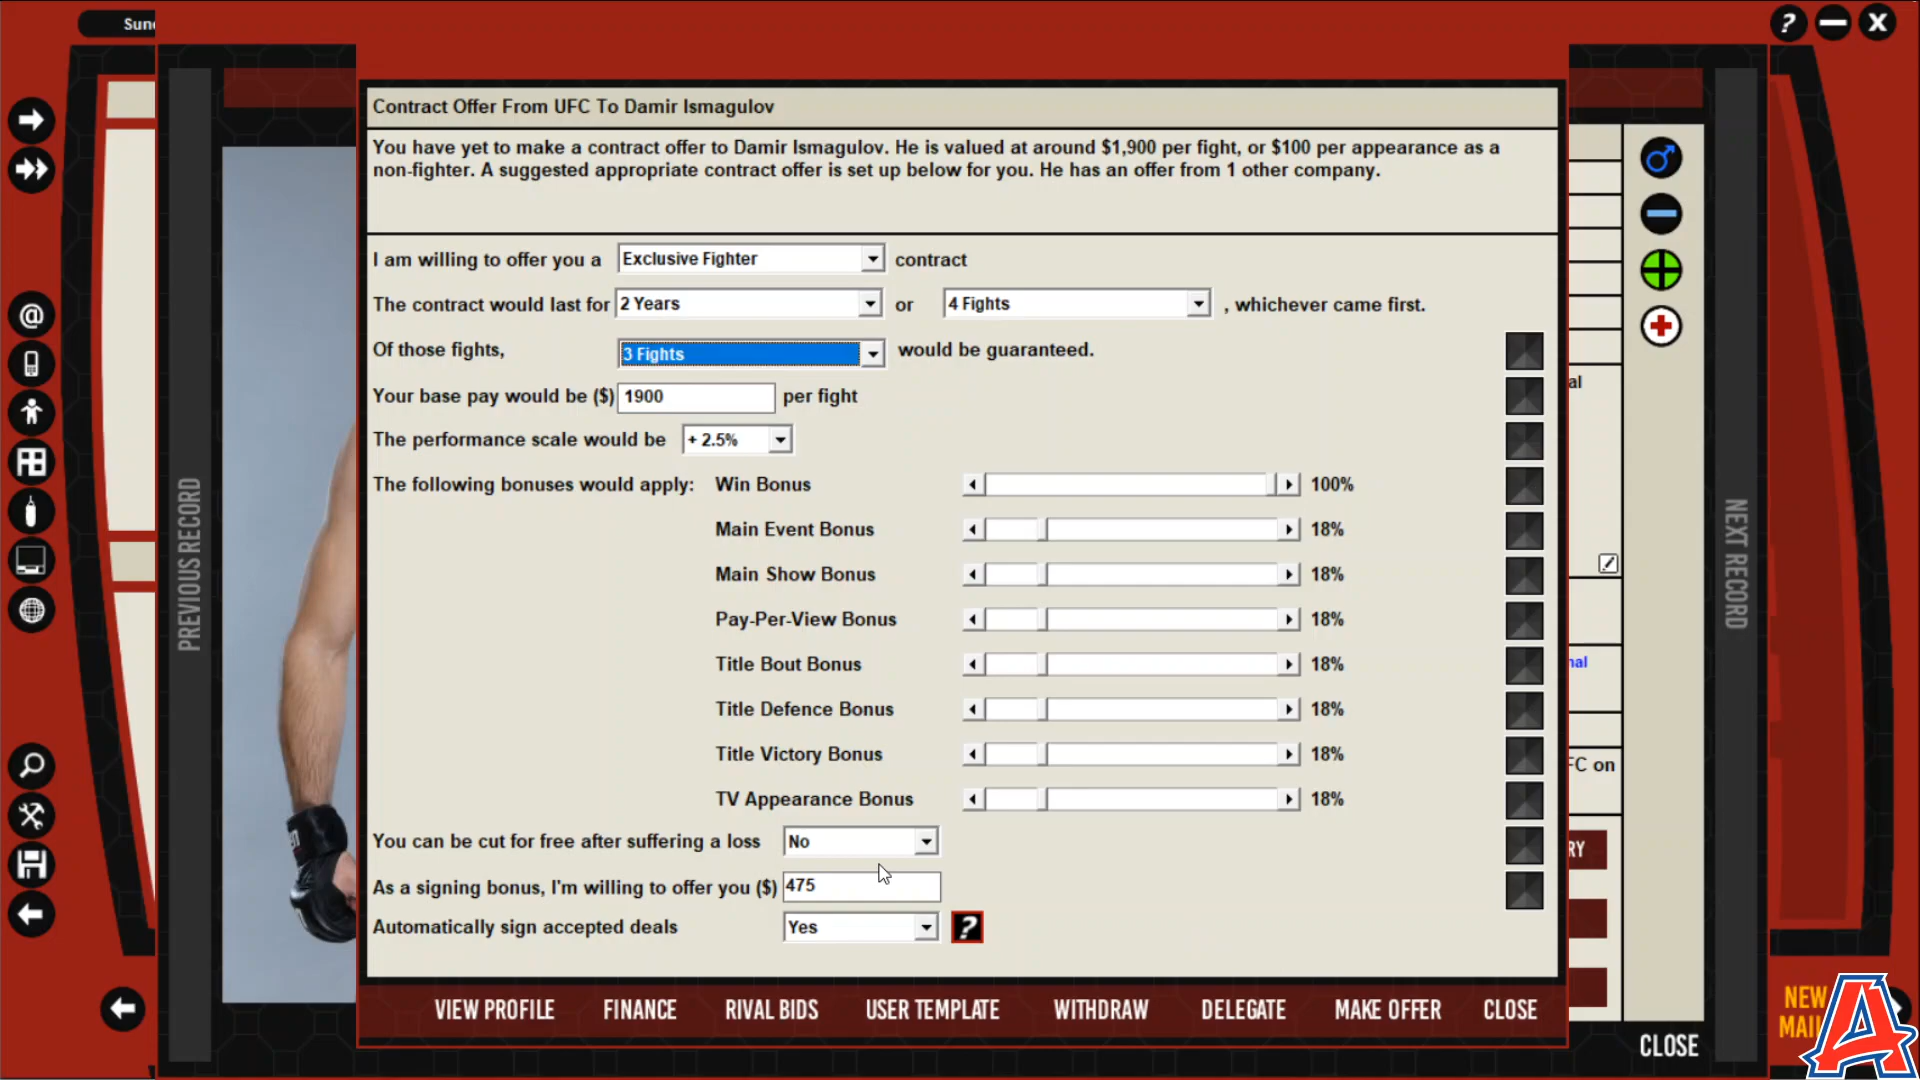 Sun
Contract Offer From UFC To Damir Ismagulov
You have yet to make a contract offer to Damir Ismagulov. He is valued at around $1,900 per fight, or $100 per appearance as a
non-fighter. A suggested appropriate contract offer is set up below for you. He has an offer from 1 other company.
I am willing to offer you a Exclusive Fighter contract
The contract would last for 2 Years or 4 Fights , whichever came first.
Of those fights, 3 Fights would be guaranteed.
Your base pay would be ($) 1900 per fight
The performance scale would be + 2.5%
The following bonuses would apply: Win Bonus 100%
Main Event Bonus 18%
Main Show Bonus 18%
Pay-Per-View Bonus 18%
Title Bout Bonus 18%
Title Defence Bonus 18%
Title Victory Bonus 18%
TV Appearance Bonus 18%
You can be cut for free after suffering a loss No
As a signing bonus, I'm willing to offer you ($) 475
Automatically sign accepted deals Yes ?
VIEW PROFILE FINANCE RIVAL BIDS USER TEMPLATE WITHDRAW DELEGATE MAKE OFFER CLOSE
PREVIOUS RECORD
NEXT RECORD
al
nal
FC on
RY
CLOSE
NEW
MAIL
A
? X
@